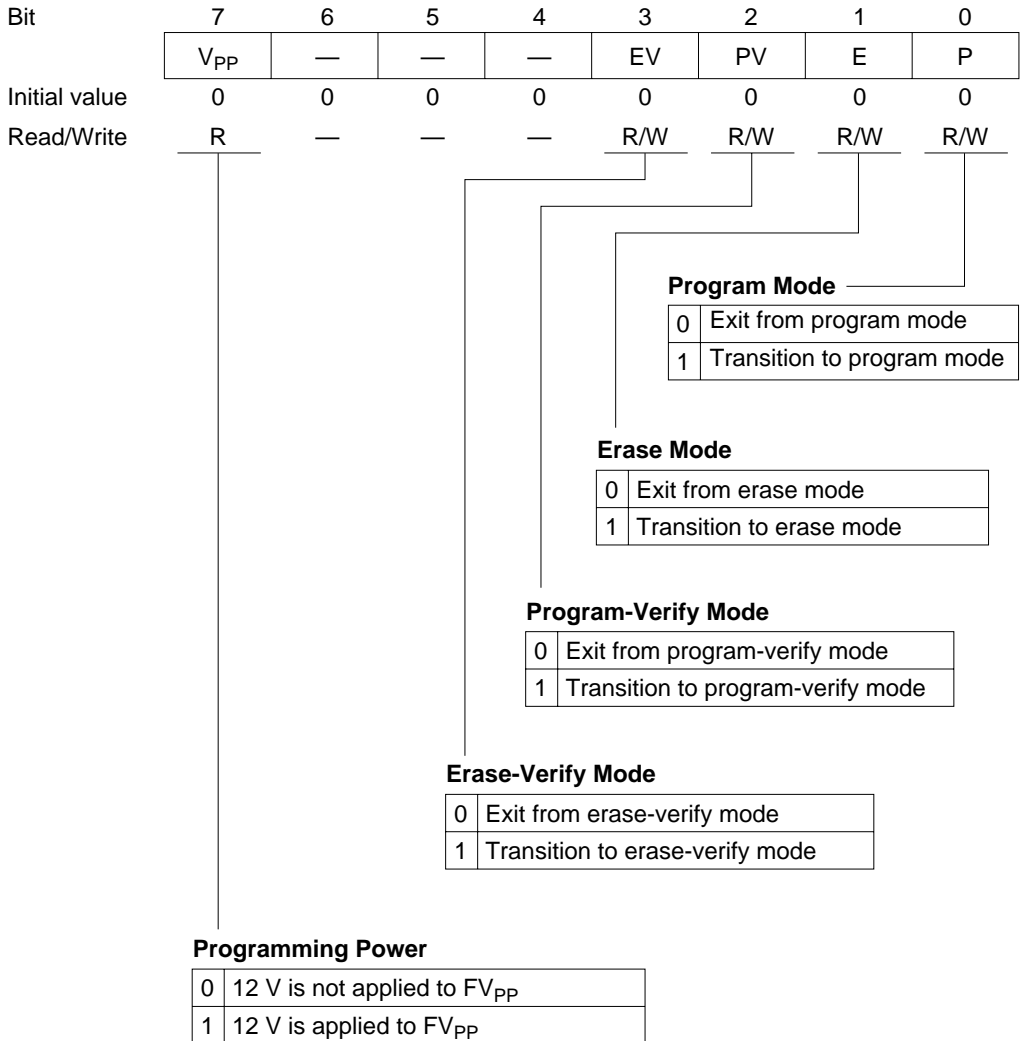 Bit 7 6 5 4 3 2 1 0
VPP — — — EV PV E P
Initial value 0 0 0 0 0 0 0 0
Read/Write R — — — R/W R/W R/W R/W
Program Mode
0 Exit from program mode
1 Transition to program mode
Erase Mode
0 Exit from erase mode
1 Transition to erase mode
Program-Verify Mode
0 Exit from program-verify mode
1 Transition to program-verify mode
Erase-Verify Mode
0 Exit from erase-verify mode
1 Transition to erase-verify mode
Programming Power
0 12 V is not applied to FVPP
1 12 V is applied to FVPP